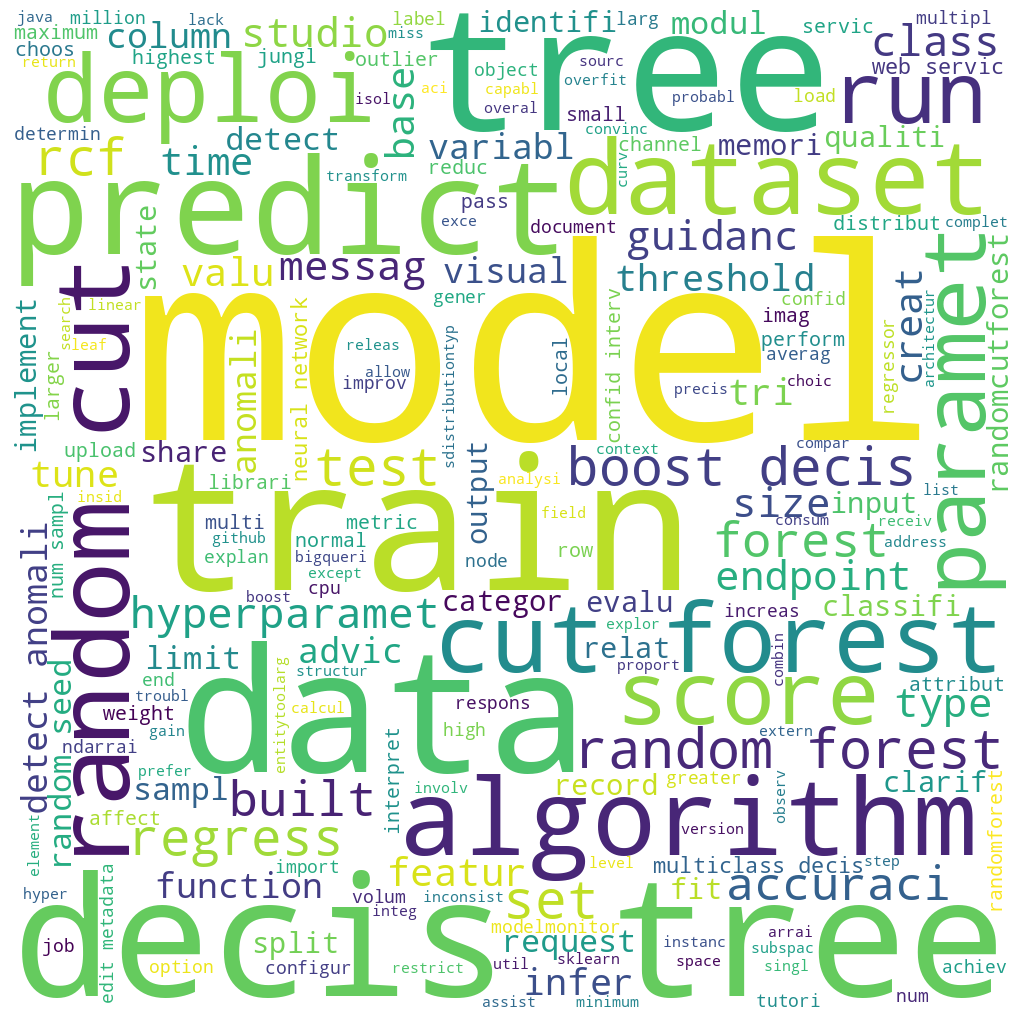 java
million
lack
column
studio
label
miss
identifi
larg
modul
servic
multipl
maximum
choos
return
highest
jungl
outlier
tree
object
sourc
overfit
class
web servic
deploi
isol
base
aci
capabl
overal
small
probabl
load
run
determin
detect
rcf
time
variabl
convinc
channel
memori
qualiti
transform
reduc
curv
dataset
predict
pass
exce
document
distribut
complet
state
valu
messag
visual
guidanc
threshold
gener
confid
imag
perform
averag
creat
architectur
paramet
randomcutforest
regressor
random cut
implement
search
linear
leaf
larger
model
releas
allow
improv
local
confid interv
precis
choic
tri
anomali
neural network
sdistributiontyp
upload
share
tune
insid
librari
test
output
analysi
context
boost decis
compar
list
size
input
consum
receiv
address
train
multi
github
explan
metric
normal
bigqueri
except
cpu
boost
node
field
row
forest
endpoint
num sampl
detect anomali
random seed
hyperparamet
categor
evalu
explor
increas
classifi
cut forest
relat
proport
combin
limit
advic
structur
end
troubl
weight
gain
ndarrai
prefer
data
entitytoolarg
calcul
respons
high
score
type
attribut
extern
random forest
sampl
built
interpret
involv
record
greater
observ
clarif
element
affect
regress
import
algorithm
version
randomforest
level
multiclass decis
step
hyper
edit metadata
function
featur
volum
integ
inconsist
set
modelmonitor
fit
accuraci
decis tree
job
option
split
configur
restrict
request
util
sklearn
infer
assist
minimum
instanc
space
arrai
subspac
singl
tutori
num
achiev